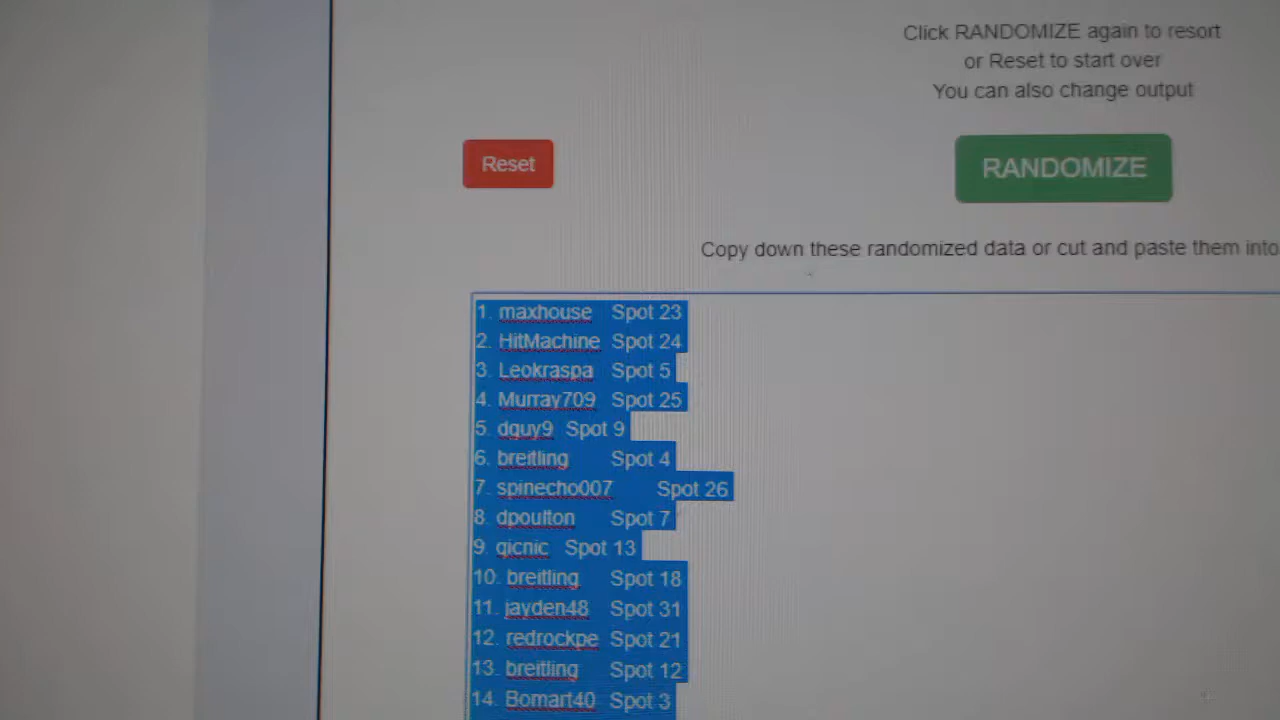 Click RANDOMIZE again to resort
or Reset to start over
You can also change output
Reset
RANDOMIZE
Copy down these randomized data or cut and paste them into
1. maxhouse Spot 23
2. HitMachine Spot 24
3. Leokraspa Spot 5
4. Murray709 Spot 25
5. dguy9 Spot 9
6. breitling Spot 4
7. spinecho007 Spot 26
8. dpoulton Spot 7
9. gicnic Spot 13
10. breitling Spot 18
11. jayden48 Spot 31
12. redrockpe Spot 21
13. breitling Spot 12
14. Bomart40 Spot 3